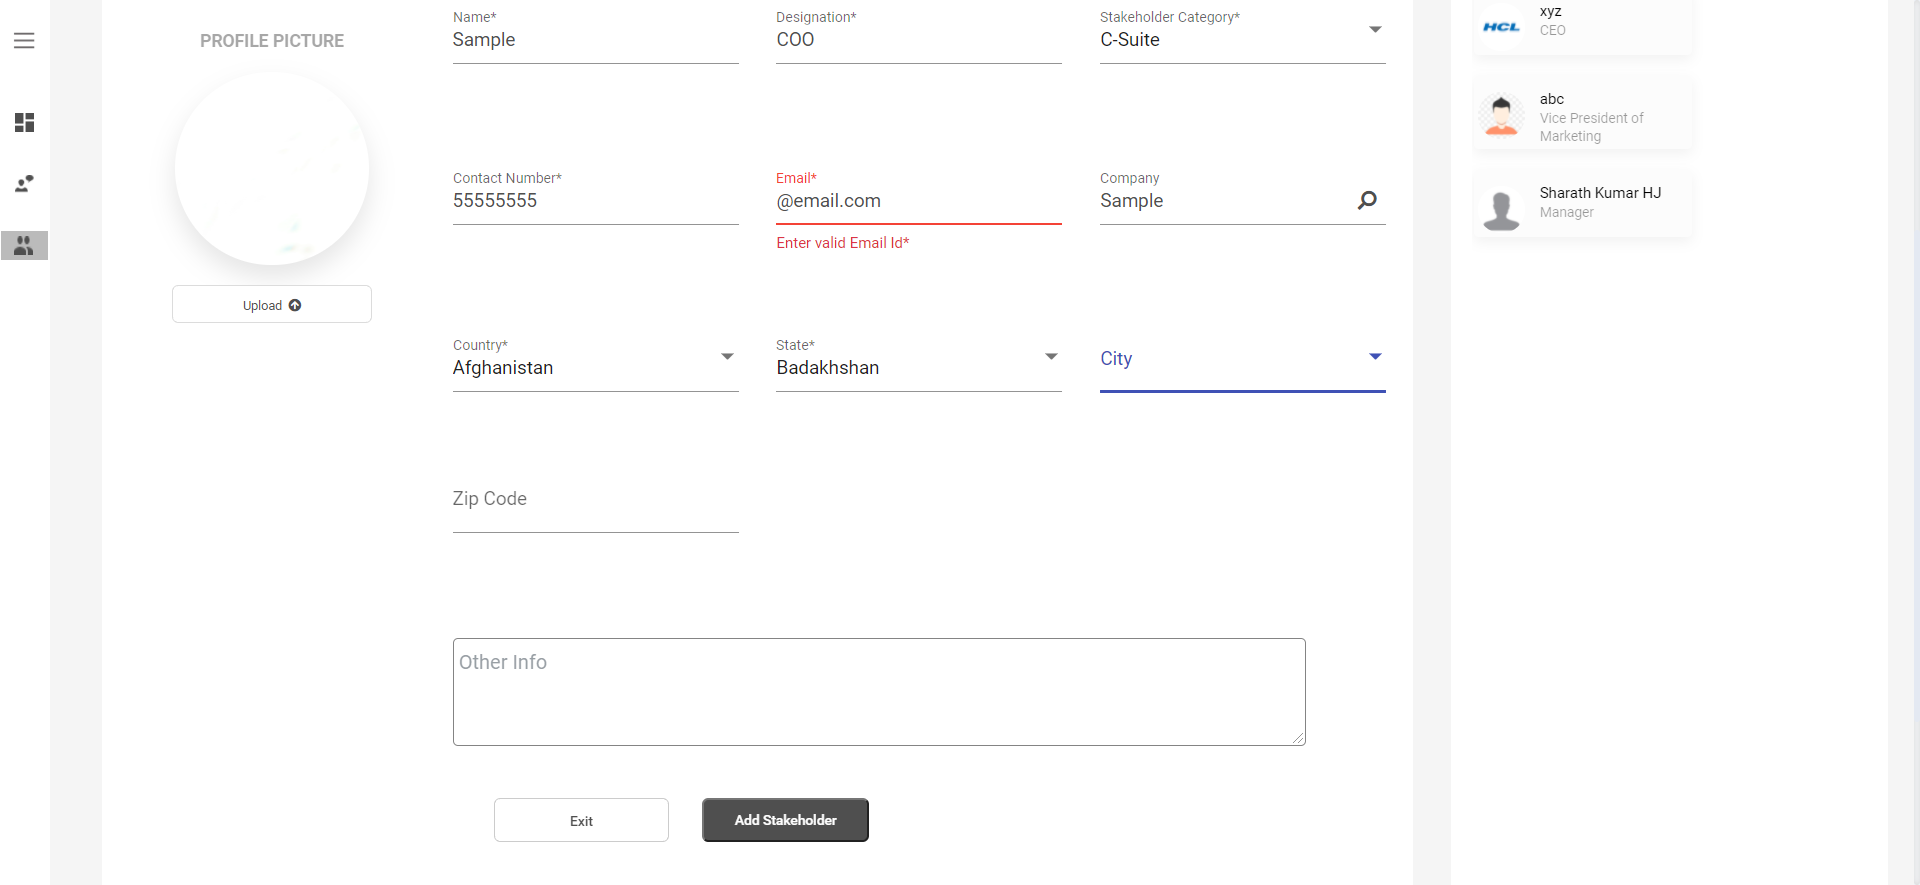 PROFILE PICTURE
Upload
Name*
Sample
Designation*
COO
Stakeholder Category*
C-Suite
Contact Number*
55555555
Email*
@email.com
Enter valid Email Id*
Company
Sample
Country*
Afghanistan
State*
Badakhshan
City
Zip Code
Other Info
Exit
Add Stakeholder
HCL
xyz
CEO
abc
Vice President of
Marketing
Sharath Kumar HJ
Manager